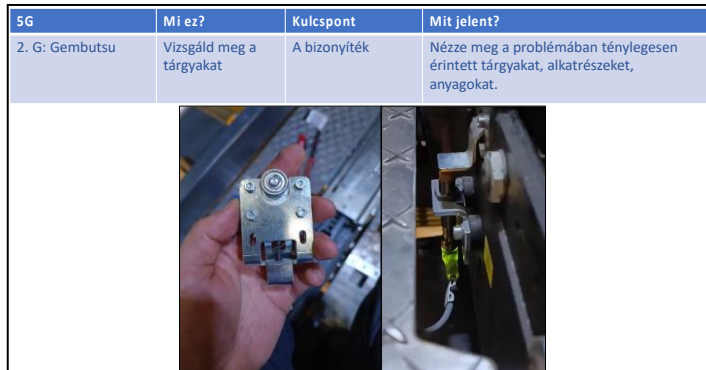 5G Mi ez? Kulcspont Mit jelent?
2. G: Gembutsu Vizsgáld meg a tárgyakat A bizonyíték Nézze meg a problémában ténylegesen érintett tárgyakat, alkatrészeket, anyagokat.